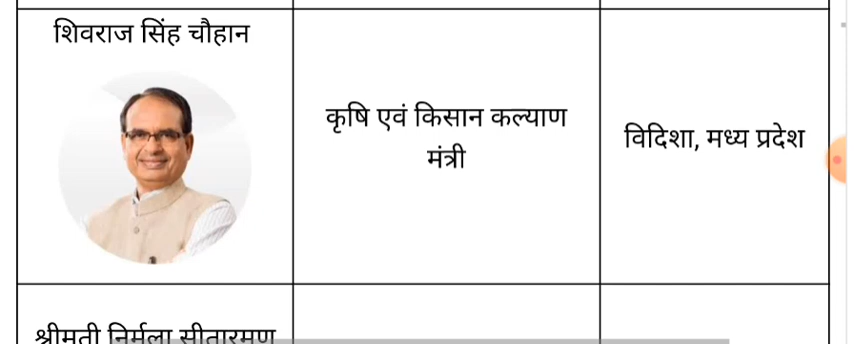 शिवराज सिंह चौहान
कृषि एवं किसान कल्याण
मंत्री
विदिशा, मध्य प्रदेश
श्रीमती निर्मला सीतारमण